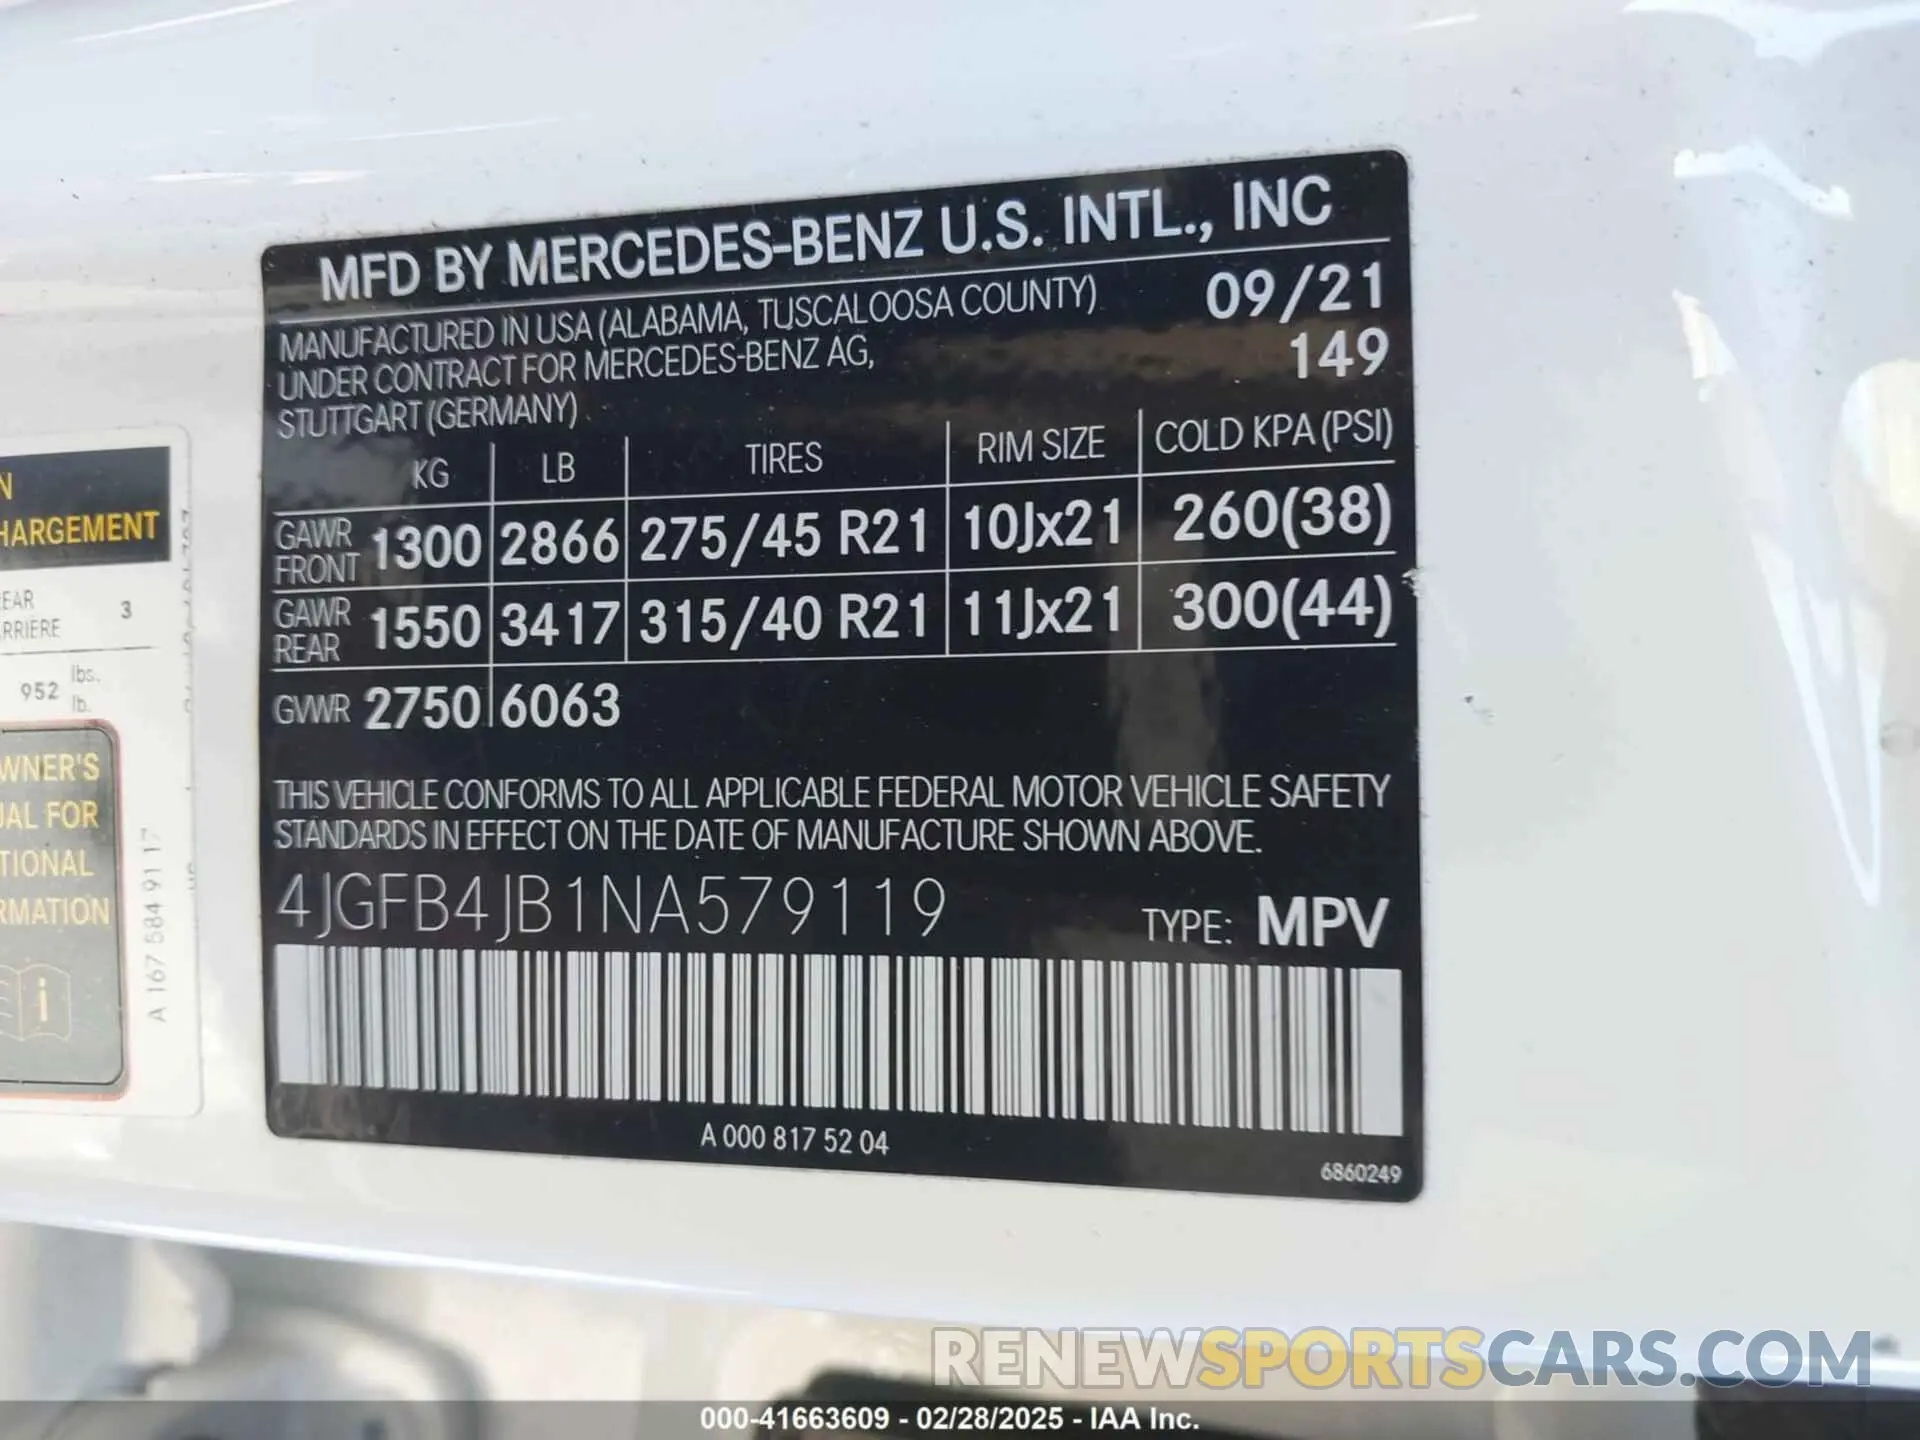 MFD BY MERCEDES-BENZ U.S. INTL., INC
MANUFACTURED IN USA (ALABAMA, TUSCALOOSA COUNTY) 09/21
UNDER CONTRACT FOR MERCEDES-BENZ AG, 149
STUTTGART (GERMANY)
KG LB TIRES RIM SIZE COLD KPA (PSI)
GAWR FRONT 1300 2866 275/45 R21 10Jx21 260(38)
GAWR REAR 1550 3417 315/40 R21 11Jx21 300(44)
GVWR 2750 6063
THIS VEHICLE CONFORMS TO ALL APPLICABLE FEDERAL MOTOR VEHICLE SAFETY
STANDARDS IN EFFECT ON THE DATE OF MANUFACTURE SHOWN ABOVE.
4JGFB4JB1NA579119 TYPE: MPV
A 000 817 52 04
6860249
N
HARGEMENT
EAR
RRIÈRE 3
952 lbs.
lb.
WNER'S
UAL FOR
TIONAL
RMATION
A 167 584 91 17
RENEWSPORTSCARS.COM
000-41663609 - 02/28/2025 - IAA Inc.